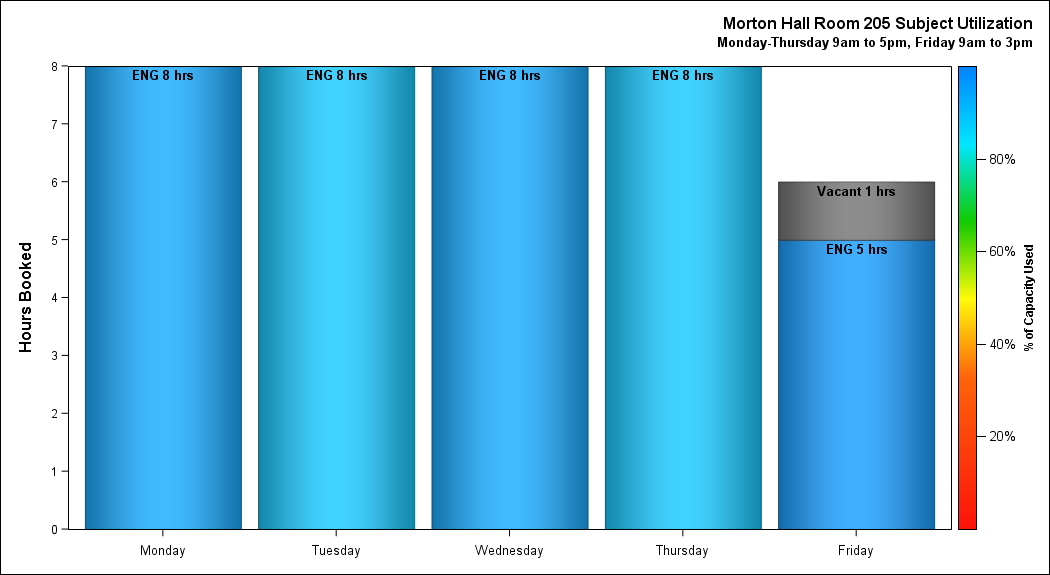 Morton Hall Room 205 Subject Utilization
Monday-Thursday 9am to 5pm, Friday 9am to 3pm
Hours Booked
8
7
6
5
4
3
2
1
0
ENG 8 hrs
ENG 8 hrs
ENG 8 hrs
ENG 8 hrs
Vacant 1 hrs
ENG 5 hrs
Monday
Tuesday
Wednesday
Thursday
Friday
80%
60%
40%
20%
% of Capacity Used